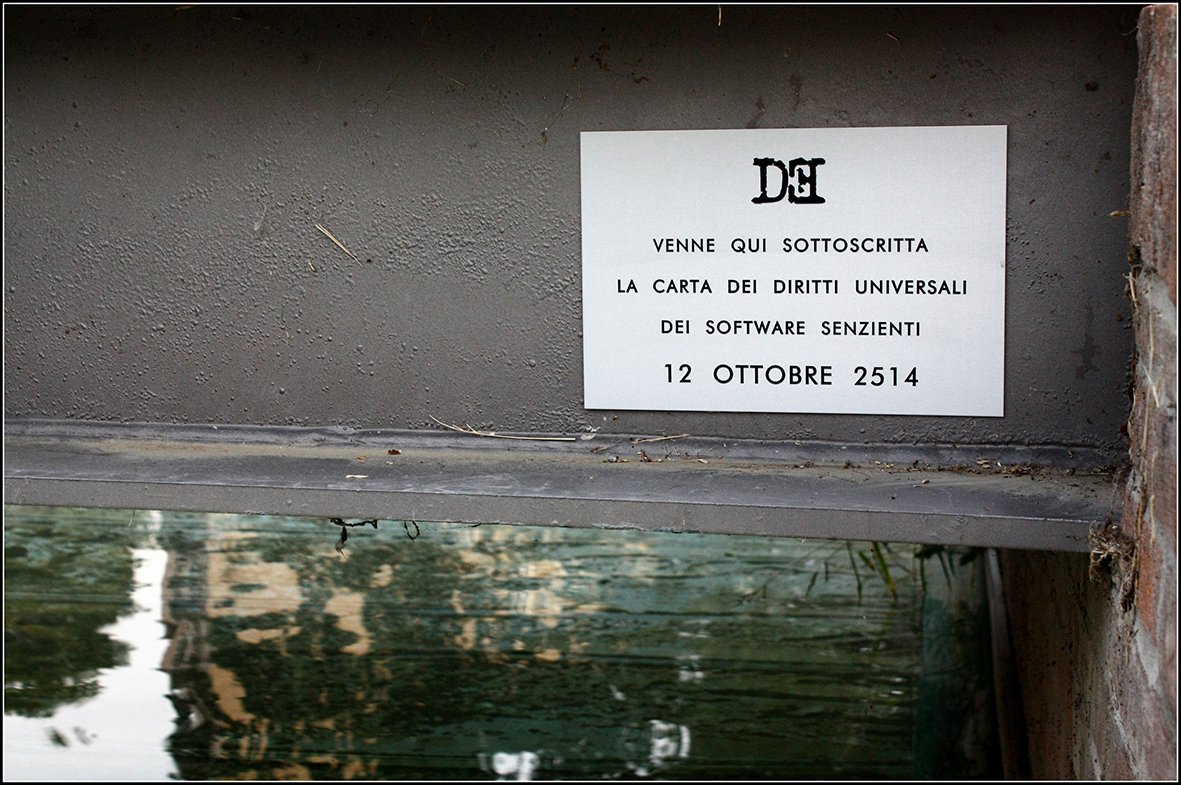 DE
VENNE QUI SOTTOSCRITTA
LA CARTA DEI DIRITTI UNIVERSALI
DEI SOFTWARE SENZIENTI
12 OTTOBRE 2514